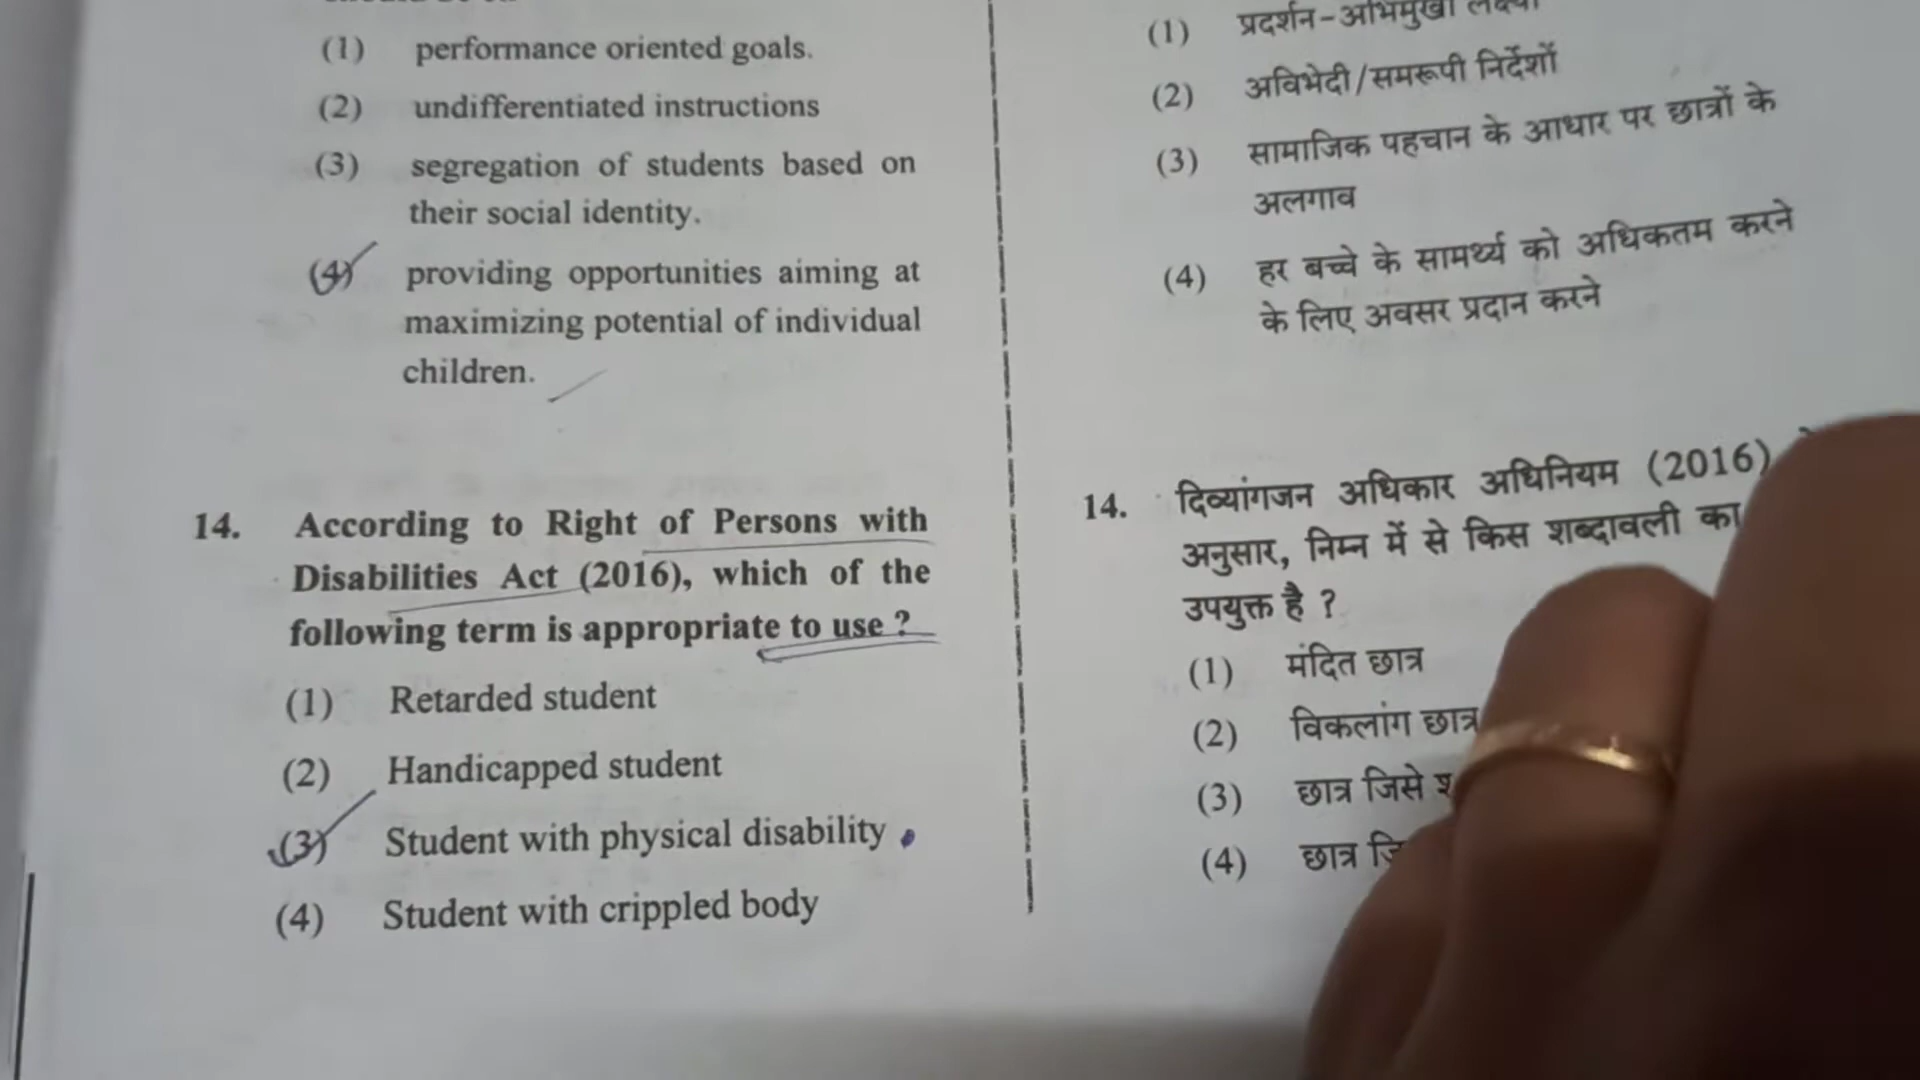 (1) performance oriented goals.
(2) undifferentiated instructions
(3) segregation of students based on
their social identity.
(4) providing opportunities aiming at
maximizing potential of individual
children.
14. According to Right of Persons with
Disabilities Act (2016), which of the
following term is appropriate to use ?
(1) Retarded student
(2) Handicapped student
(3) Student with physical disability
(4) Student with crippled body
(1) प्रदर्शन-अभिमुखी
(2) अविभेदी/समरूपी निर्देशों
(3) सामाजिक पहचान के आधार पर छात्रों के
अलगाव
(4) हर बच्चे के सामर्थ्य को अधिकतम करने
के लिए अवसर प्रदान करने
14. दिव्यांगजन अधिकार अधिनियम (2016)
अनुसार, निम्न में से किस शब्दावली का
उपयुक्त है ?
(1) मंदित छात्र
(2) विकलांग छात्र
(3) छात्र जिसे
(4) छात्र